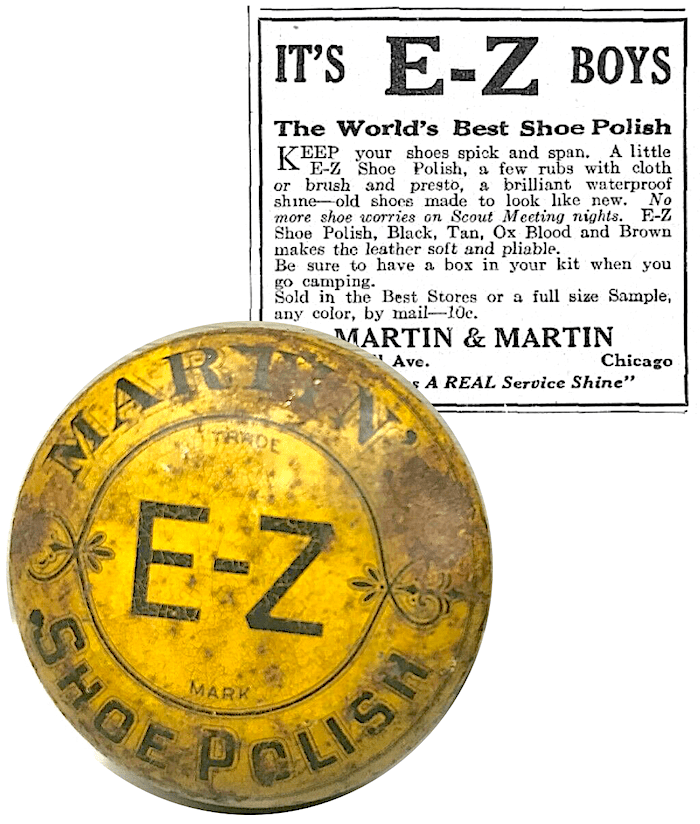 IT'S E-Z BOYS
The World's Best Shoe Polish
KEEP your shoes spick and span. A little
E-Z Shoe Polish, a few rubs with cloth
or brush and presto, a brilliant waterproof
shine—old shoes made to look like new. No
more shoe worries on Scout Meeting nights. E-Z
Shoe Polish, Black, Tan, Ox Blood and Brown
makes the leather soft and pliable.
Be sure to have a box in your kit when you
go camping.
Sold in the Best Stores or a full size Sample,
any color, by mail—10c.
MARTIN & MARTIN
Ave. Chicago
A REAL Service Shine"
MARTIN'
TRADE
E-Z
MARK
SHOE POLISH